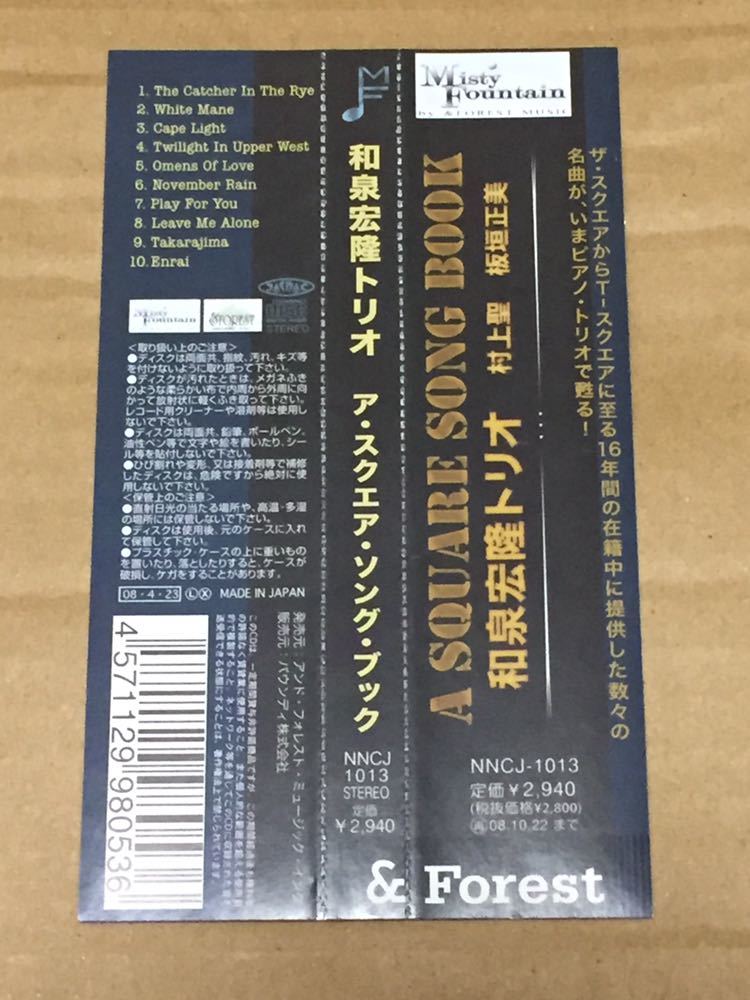 1. The Catcher In The Rye
2. White Mane
3. Cape Light
4. Twilight In Upper West
5. Omens Of Love
6. November Rain
7. Play For You
8. Leave Me Alone
9. Takarajima
10. Enrai
JASRAC
COMPACT
disc
DIGITAL AUDIO
STEREO
Misty
Fountain
&FOREST
<取り扱い上のご注意>
●ディスクは両面共、指紋、汚れ、キズ等
を付けないように取り扱って下さい。
●ディスクが汚れたときは、メガネふき
のような柔らかい布で内周から外周に向
かって放射状に軽くふき取って下さい。
レコード用クリーナーや溶剤等は使用し
ないで下さい。
●ディスクは両面共、鉛筆、ボールペン、
油性ペン等で文字や絵を書いたり、シー
ル等を貼付しないで下さい。
●ひび割れや変形、又は接着剤等で補修
したディスクは、危険ですから絶対に使
用しないで下さい。
<保管上のご注意>
●直射日光の当たる場所や、高温・多湿
の場所には保管しないで下さい。
●ディスクは使用後、元のケースに入れ
て保管して下さい。
●プラスチック・ケースの上に重いもの
を置いたり、落としたりすると、ケースが
破損し、ケガをすることがあります。
08・4・23 Ⓛ Ⓧ MADE IN JAPAN
4571129980536
発売元：アンド・フォレスト・ミュージック・イン
販売元：バウンディ株式会社
MF
和泉宏隆トリオ ア・スクエア・ソング・ブック
NNCJ
1013
STEREO
定価
¥2,940
Misty
Fountain
by &FOREST MUSIC
A SQUARE SONG BOOK
和泉宏隆トリオ 村上聖 板垣正美
ザ・スクエアからT-スクエアに至る16年間の在籍中に提供した数々の
名曲が、いまピアノ・トリオで甦る！
NNCJ-1013
定価¥2,940
(税抜価格¥2,800)
㊢08.10.22まで
& Forest